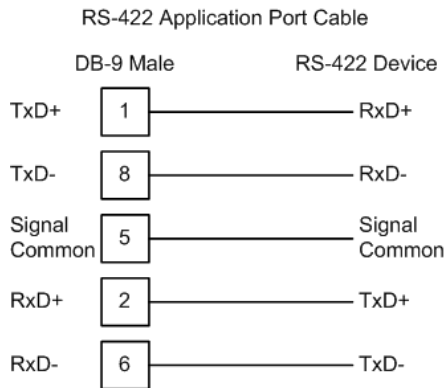 RS-422 Application Port Cable
DB-9 Male RS-422 Device
TxD+ 1 RxD+
TxD- 8 RxD-
Signal Common 5 Signal Common
RxD+ 2 TxD+
RxD- 6 TxD-